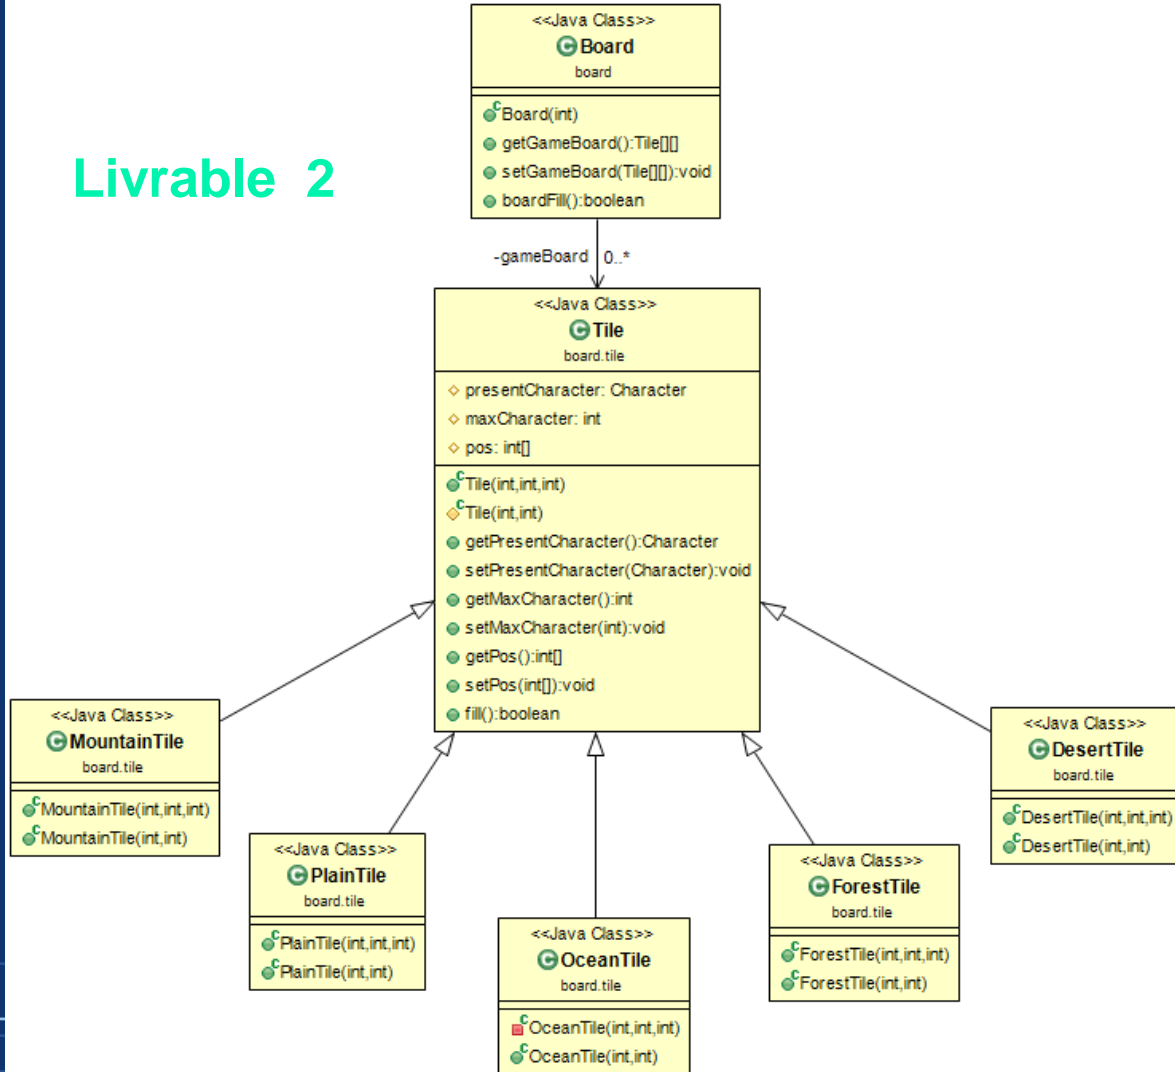 <<Java Class>>
Board
board
Board(int)
getGameBoard():Tile[][]
setGameBoard(Tile[][]):void
boardFill():boolean
Livrable 2
-gameBoard 0..*
<<Java Class>>
Tile
board.tile
presentCharacter: Character
maxCharacter: int
pos: int[]
Tile(int,int,int)
Tile(int,int)
getPresentCharacter():Character
setPresentCharacter(Character):void
getMaxCharacter():int
setMaxCharacter(int):void
getPos():int[]
setPos(int[]):void
fill():boolean
<<Java Class>>
MountainTile
board.tile
MountainTile(int,int,int)
MountainTile(int,int)
<<Java Class>>
PlainTile
board.tile
PlainTile(int,int,int)
PlainTile(int,int)
<<Java Class>>
OceanTile
board.tile
OceanTile(int,int,int)
OceanTile(int,int)
<<Java Class>>
ForestTile
board.tile
ForestTile(int,int,int)
ForestTile(int,int)
<<Java Class>>
DesertTile
board.tile
DesertTile(int,int,int)
DesertTile(int,int)